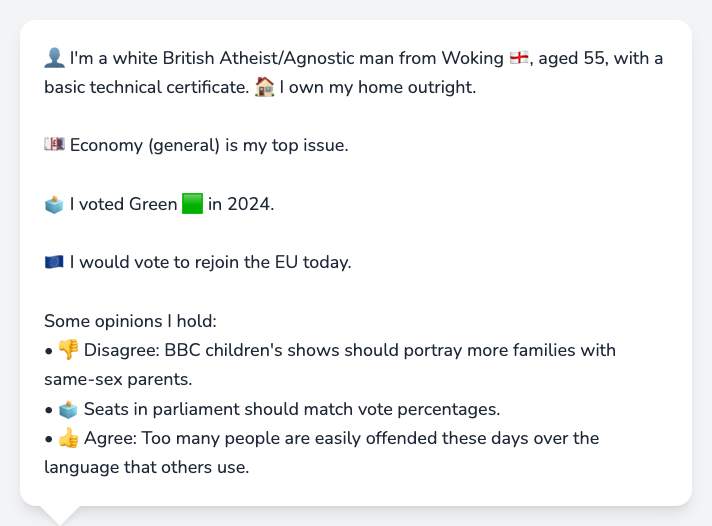 👤 I'm a white British Atheist/Agnostic man from Woking 🏴󠁧󠁢󠁥󠁮󠁧󠁿, aged 55, with a
basic technical certificate. 🏠 I own my home outright.
💷 Economy (general) is my top issue.
🗳️ I voted Green 🟩 in 2024.
🇪🇺 I would vote to rejoin the EU today.
Some opinions I hold:
• 👎 Disagree: BBC children's shows should portray more families with
same-sex parents.
• 🗳️ Seats in parliament should match vote percentages.
• 👍 Agree: Too many people are easily offended these days over the
language that others use.